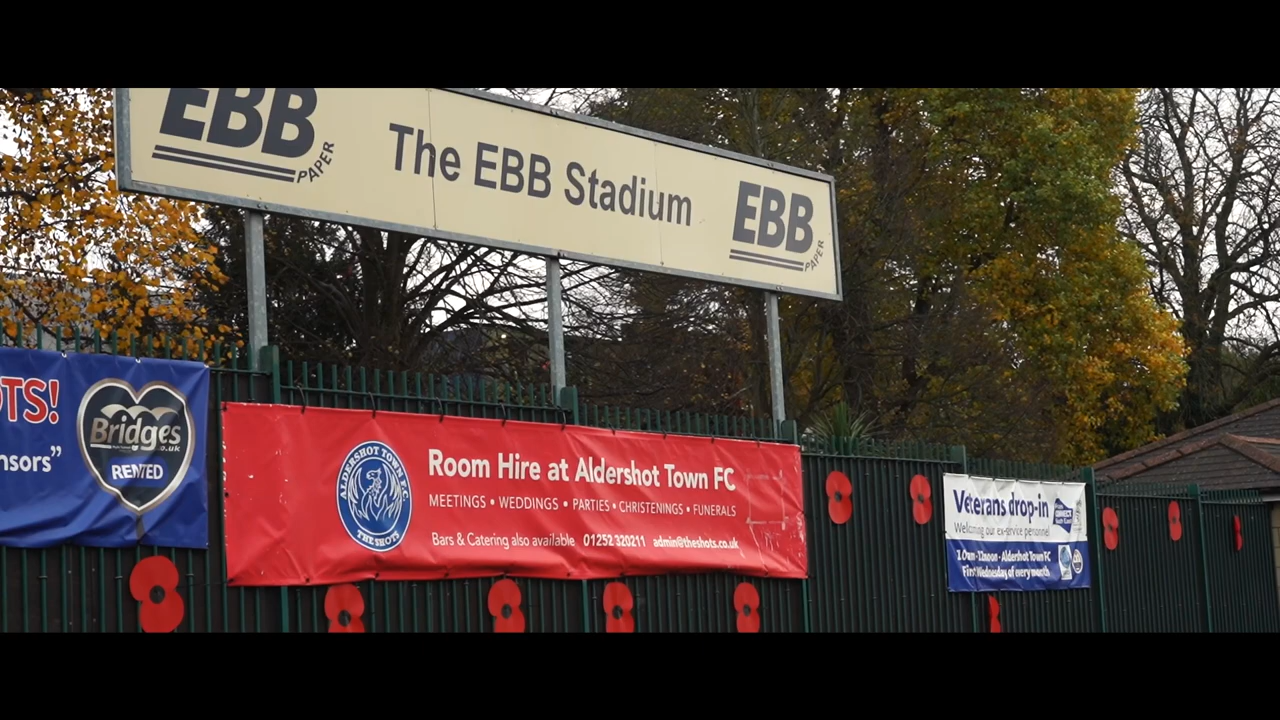 EBB
PAPER
The EBB Stadium
EBB
PAPER
OTS!
nsors”
Bridges
.co.uk
RENTED
ALDERSHOT TOWN F.C.
THE SHOTS
Room Hire at Aldershot Town FC
MEETINGS • WEDDINGS • PARTIES • CHRISTENINGS • FUNERALS
Bars & Catering also available 01252 320211 admin@theshots.co.uk
Veterans drop-in
Welcoming our ex-service personnel
10am - 12noon - Aldershot Town FC
First Wednesday of every month